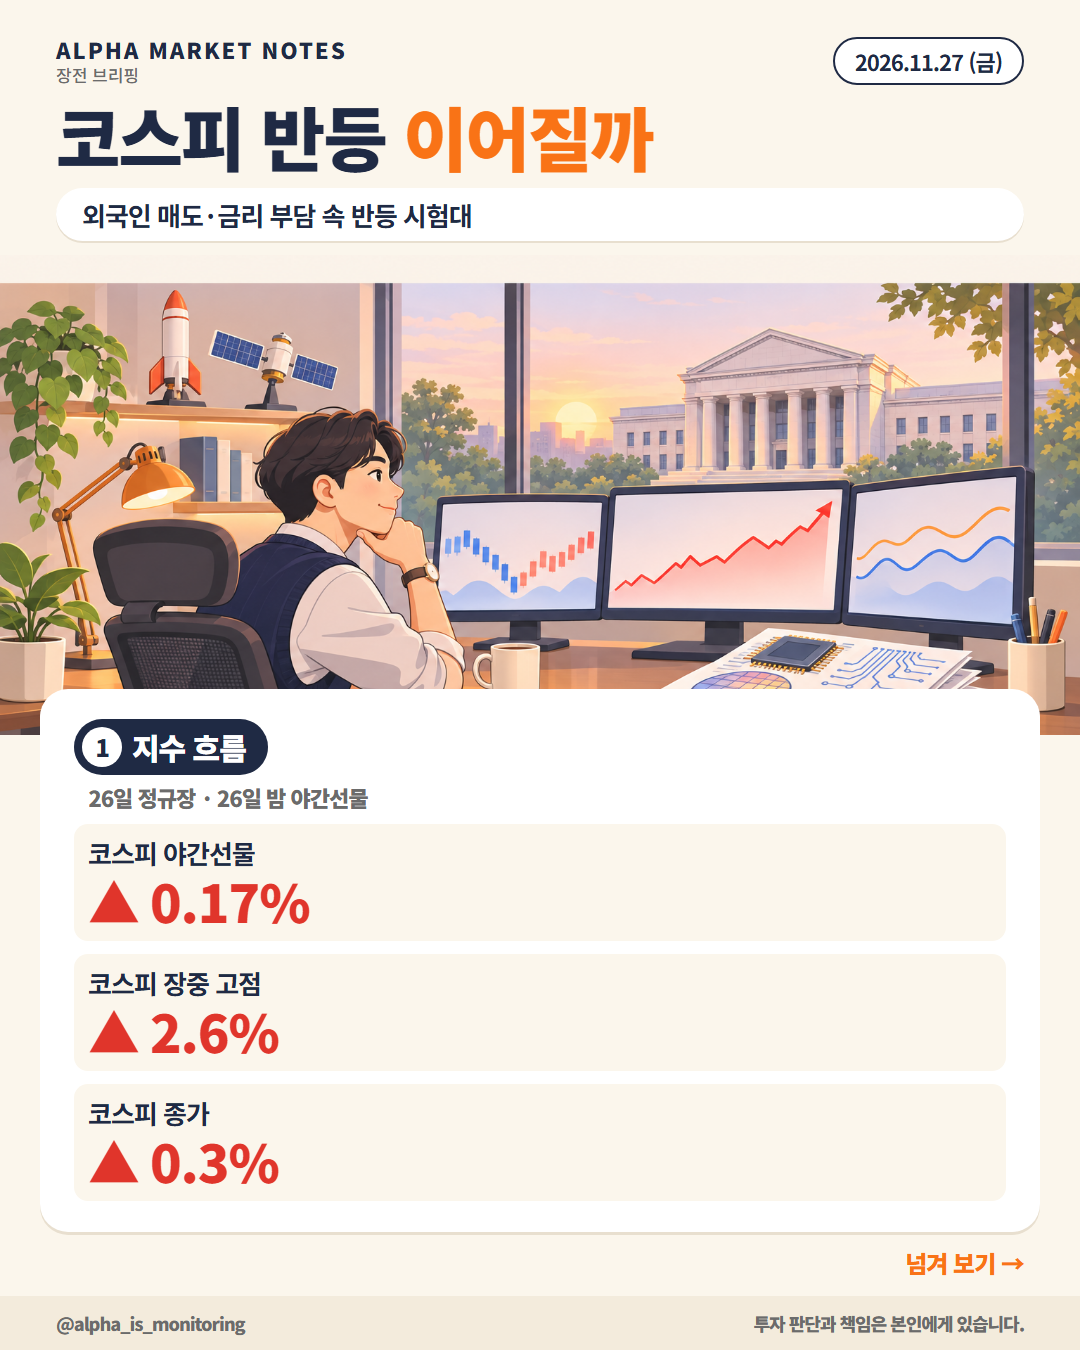 ALPHA MARKET NOTES
장전 브리핑
2026.11.27 (금)
코스피 반등 이어질까
외국인 매도·금리 부담 속 반등 시험대
1 지수 흐름
26일 정규장 · 26일 밤 야간선물
코스피 야간선물
▲ 0.17%
코스피 장중 고점
▲ 2.6%
코스피 종가
▲ 0.3%
넘겨 보기 →
@alpha_is_monitoring
투자 판단과 책임은 본인에게 있습니다.